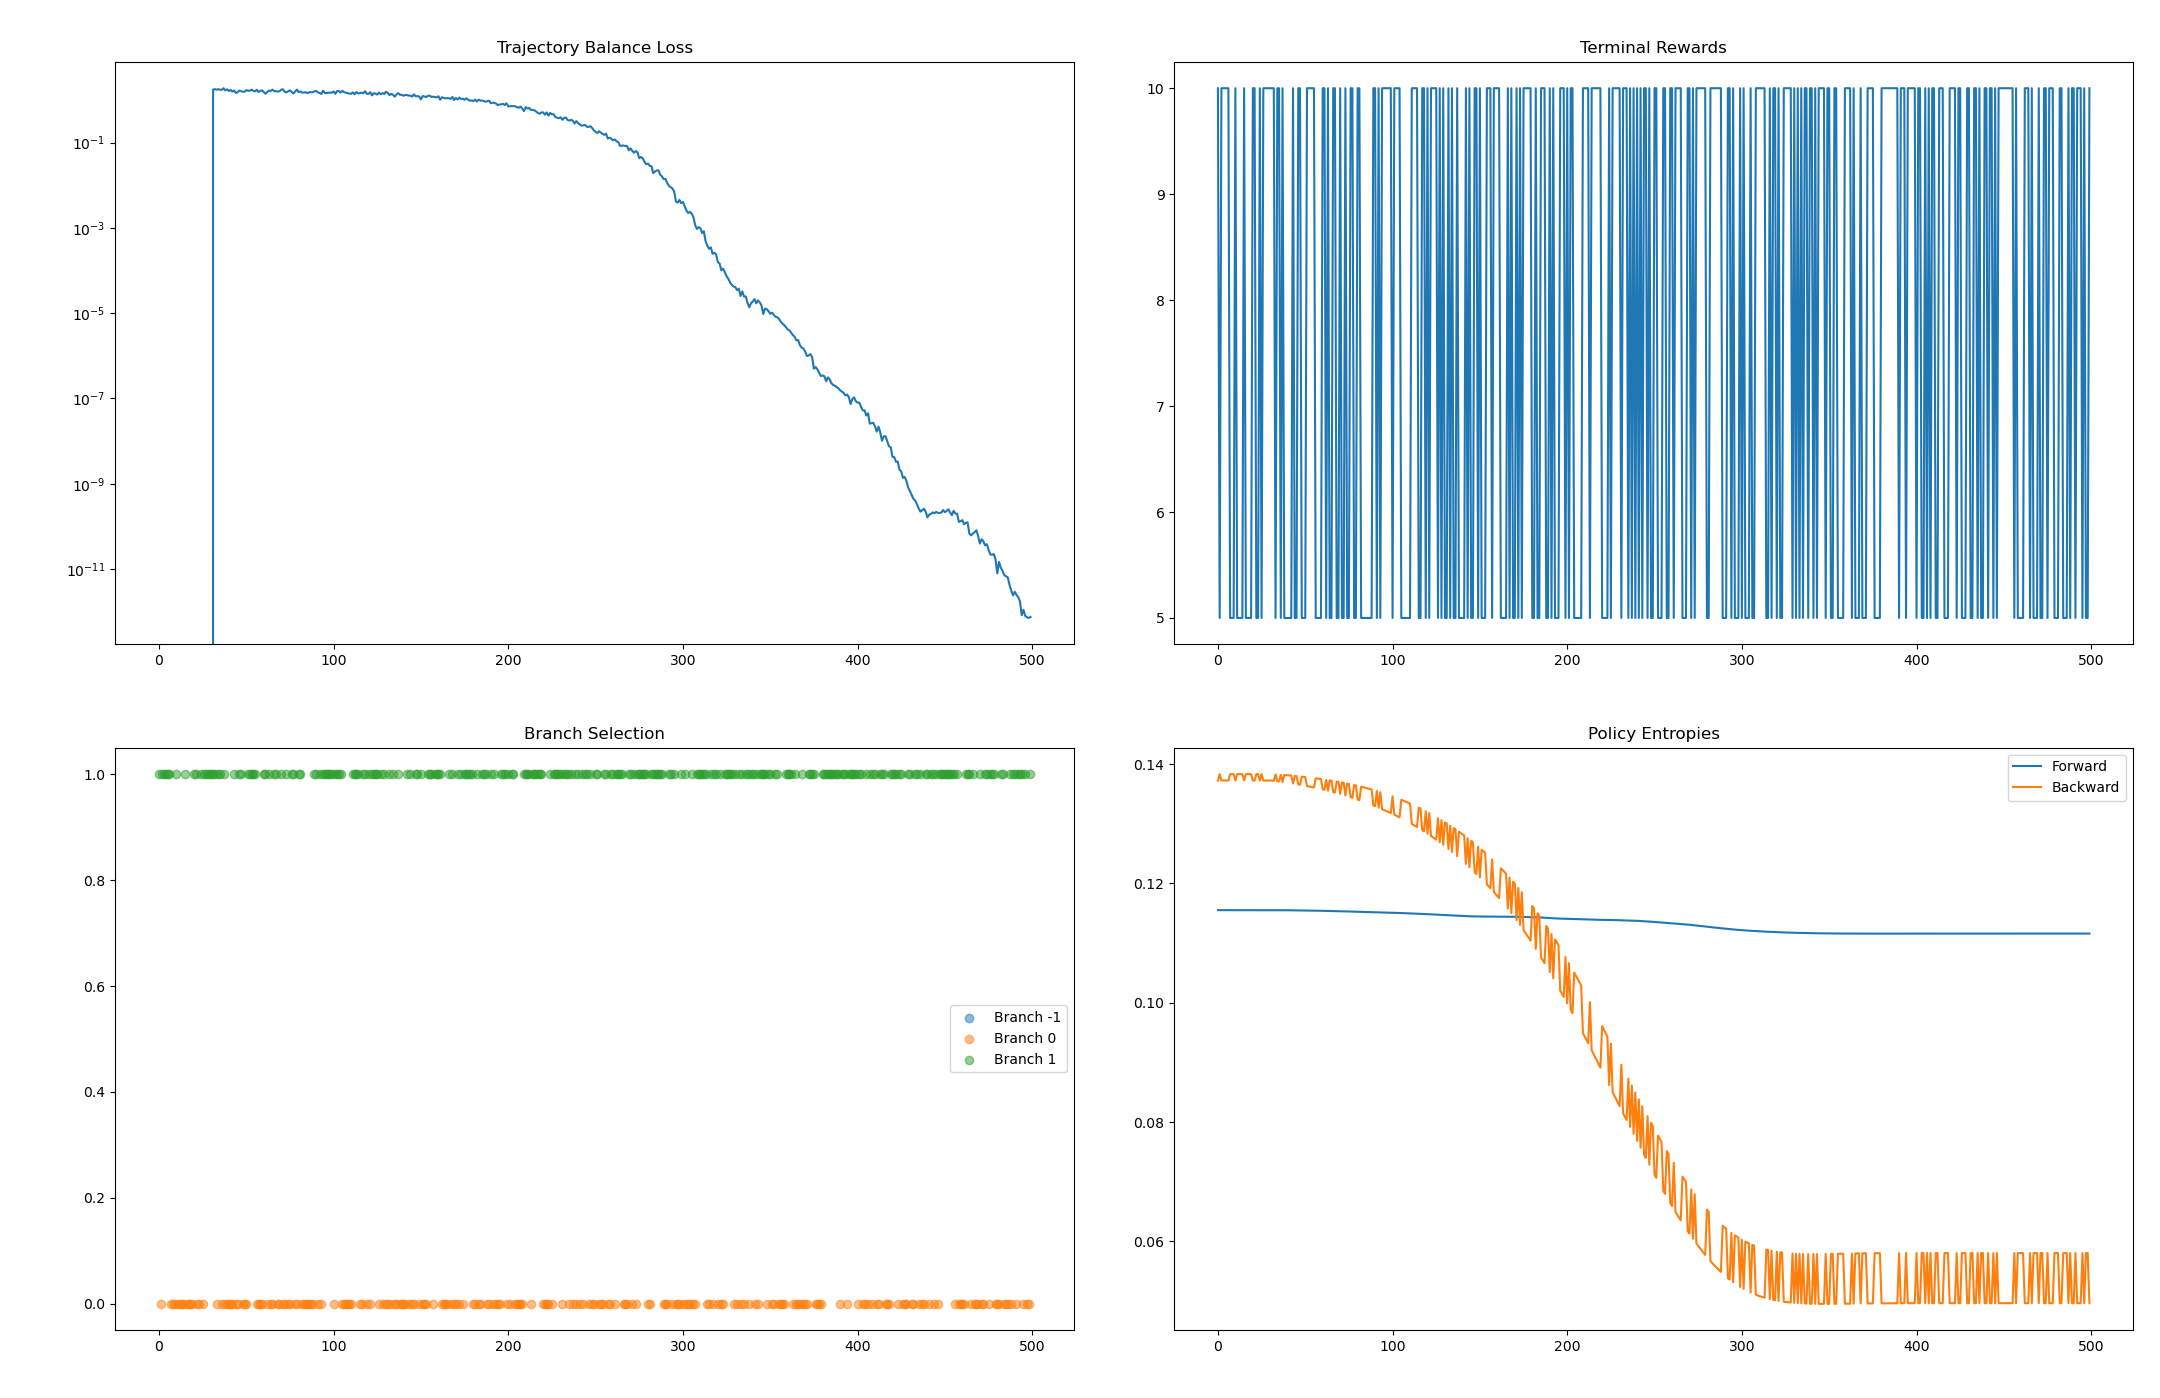 Trajectory Balance Loss
10⁻¹
10⁻³
10⁻⁵
10⁻⁷
10⁻⁹
10⁻¹¹
0 100 200 300 400 500
Terminal Rewards
10
9
8
7
6
5
0 100 200 300 400 500
Branch Selection
1.0
0.8
0.6
0.4
0.2
0.0
Branch -1
Branch 0
Branch 1
0 100 200 300 400 500
Policy Entropies
Forward
Backward
0.14
0.12
0.10
0.08
0.06
0 100 200 300 400 500